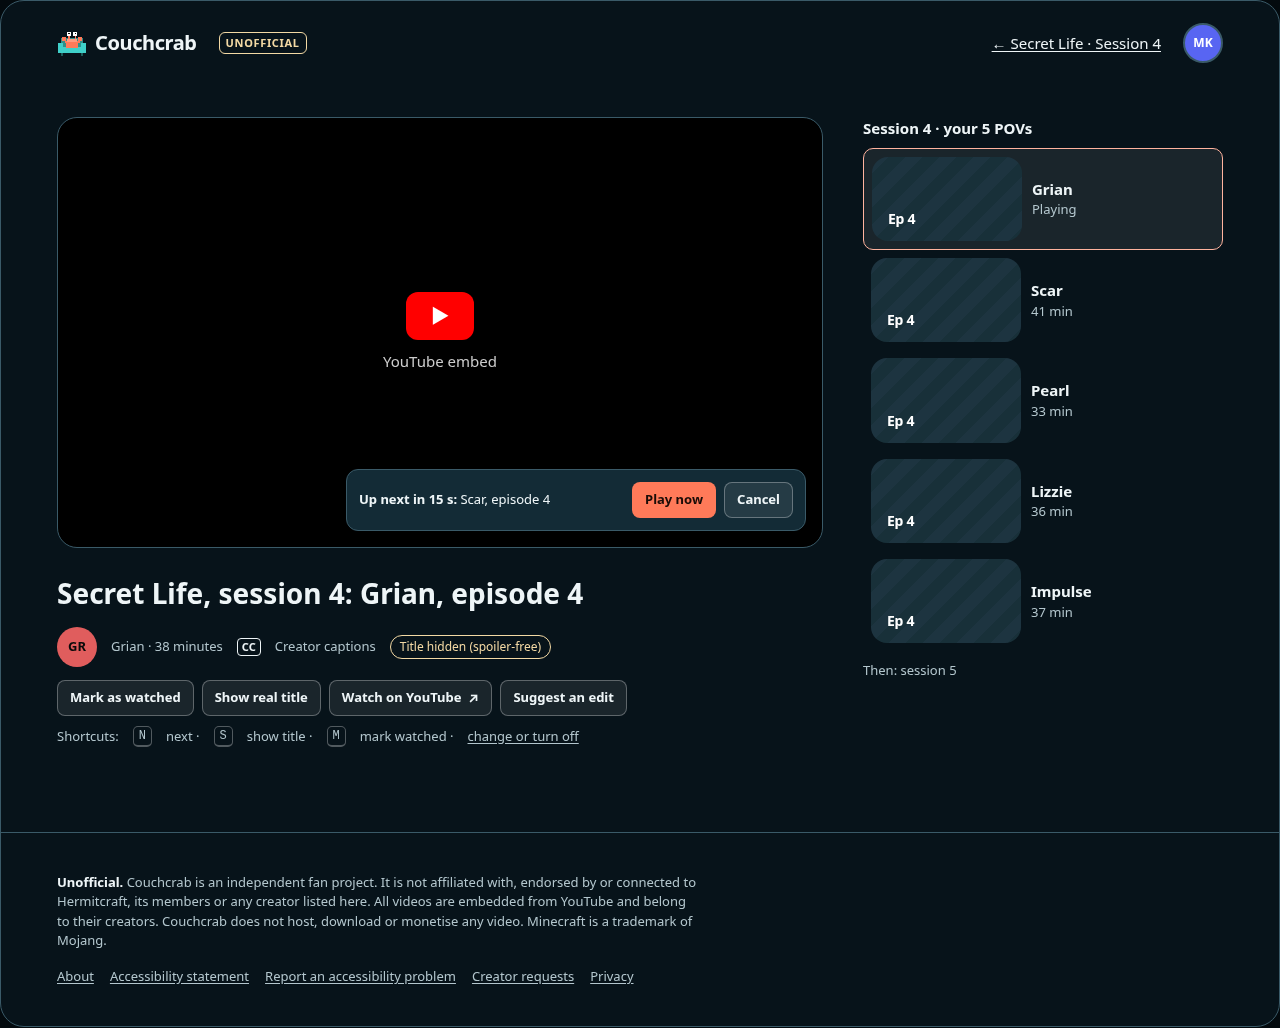 Couchcrab
UNOFFICIAL
← Secret Life · Session 4
MK
YouTube embed
Up next in 15 s: Scar, episode 4
Play now
Cancel
Secret Life, session 4: Grian, episode 4
GR
Grian · 38 minutes
CC
Creator captions
Title hidden (spoiler-free)
Mark as watched
Show real title
Watch on YouTube ↗
Suggest an edit
Shortcuts: N next · S show title · M mark watched · change or turn off
Session 4 · your 5 POVs
Ep 4
Grian
Playing
Ep 4
Scar
41 min
Ep 4
Pearl
33 min
Ep 4
Lizzie
36 min
Ep 4
Impulse
37 min
Then: session 5
Unofficial. Couchcrab is an independent fan project. It is not affiliated with, endorsed by or connected to
Hermitcraft, its members or any creator listed here. All videos are embedded from YouTube and belong
to their creators. Couchcrab does not host, download or monetise any video. Minecraft is a trademark of
Mojang.
About
Accessibility statement
Report an accessibility problem
Creator requests
Privacy